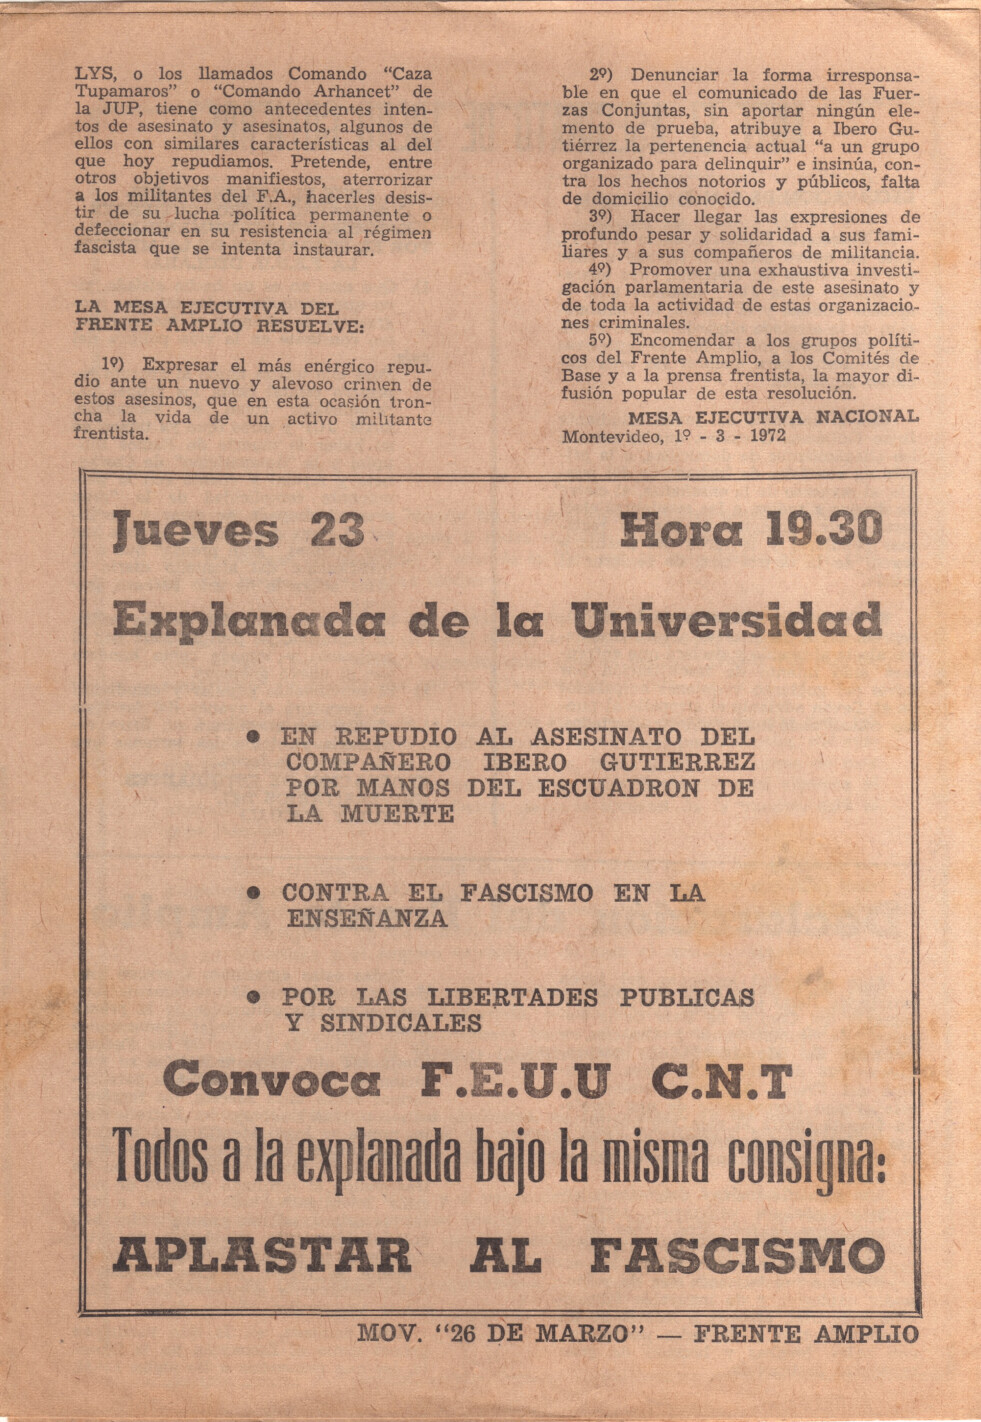 LYS, o los llamados Comando "Caza
Tupamaros" o "Comando Arhancet" de
la JUP, tiene como antecedentes inten-
tos de asesinato y asesinatos, algunos de
ellos con similares características al del
que hoy repudiamos. Pretende, entre
otros objetivos manifiestos, aterrorizar
a los militantes del F.A., hacerles desis-
tir de su lucha política permanente o
defeccionar en su resistencia al régimen
fascista que se intenta instaurar.
LA MESA EJECUTIVA DEL
FRENTE AMPLIO RESUELVE:
1º) Expresar el más enérgico repu-
dio ante un nuevo y alevoso crimen de
estos asesinos, que en esta ocasión tron-
cha la vida de un activo militante
frentista.
2º) Denunciar la forma irresponsa-
ble en que el comunicado de las Fuer-
zas Conjuntas, sin aportar ningún ele-
mento de prueba, atribuye a Ibero Gu-
tiérrez la pertenencia actual "a un grupo
organizado para delinquir" e insinúa, con-
tra los hechos notorios y públicos, falta
de domicilio conocido.
3º) Hacer llegar las expresiones de
profundo pesar y solidaridad a sus fami-
liares y a sus compañeros de militancia.
4º) Promover una exhaustiva investi-
gación parlamentaria de este asesinato y
de toda la actividad de estas organizacio-
nes criminales.
5º) Encomendar a los grupos políti-
cos del Frente Amplio, a los Comités de
Base y a la prensa frentista, la mayor di-
fusión popular de esta resolución.
MESA EJECUTIVA NACIONAL
Montevideo, 1º - 3 - 1972
Jueves 23 Hora 19.30
Explanada de la Universidad
• EN REPUDIO AL ASESINATO DEL
COMPAÑERO IBERO GUTIERREZ
POR MANOS DEL ESCUADRON DE
LA MUERTE
• CONTRA EL FASCISMO EN LA
ENSEÑANZA
• POR LAS LIBERTADES PUBLICAS
Y SINDICALES
Convoca F.E.U.U C.N.T
Todos a la explanada bajo la misma consigna:
APLASTAR AL FASCISMO
MOV. "26 DE MARZO" — FRENTE AMPLIO